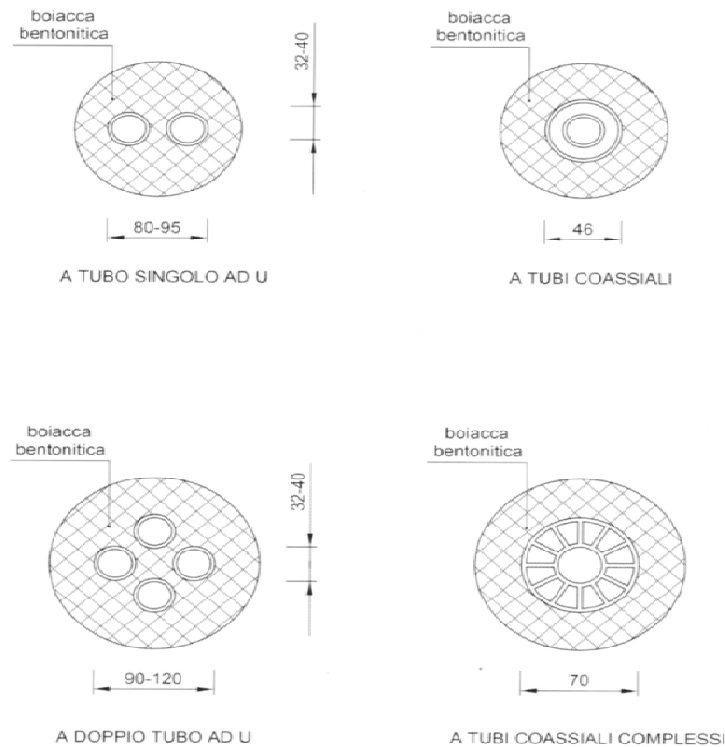 boiacca
bentonitica
32-40
80-95
A TUBO SINGOLO AD U
boiacca
bentonitica
46
A TUBI COASSIALI
boiacca
bentonitica
32-40
90-120
A DOPPIO TUBO AD U
boiacca
bentonitica
70
A TUBI COASSIALI COMPLESSI